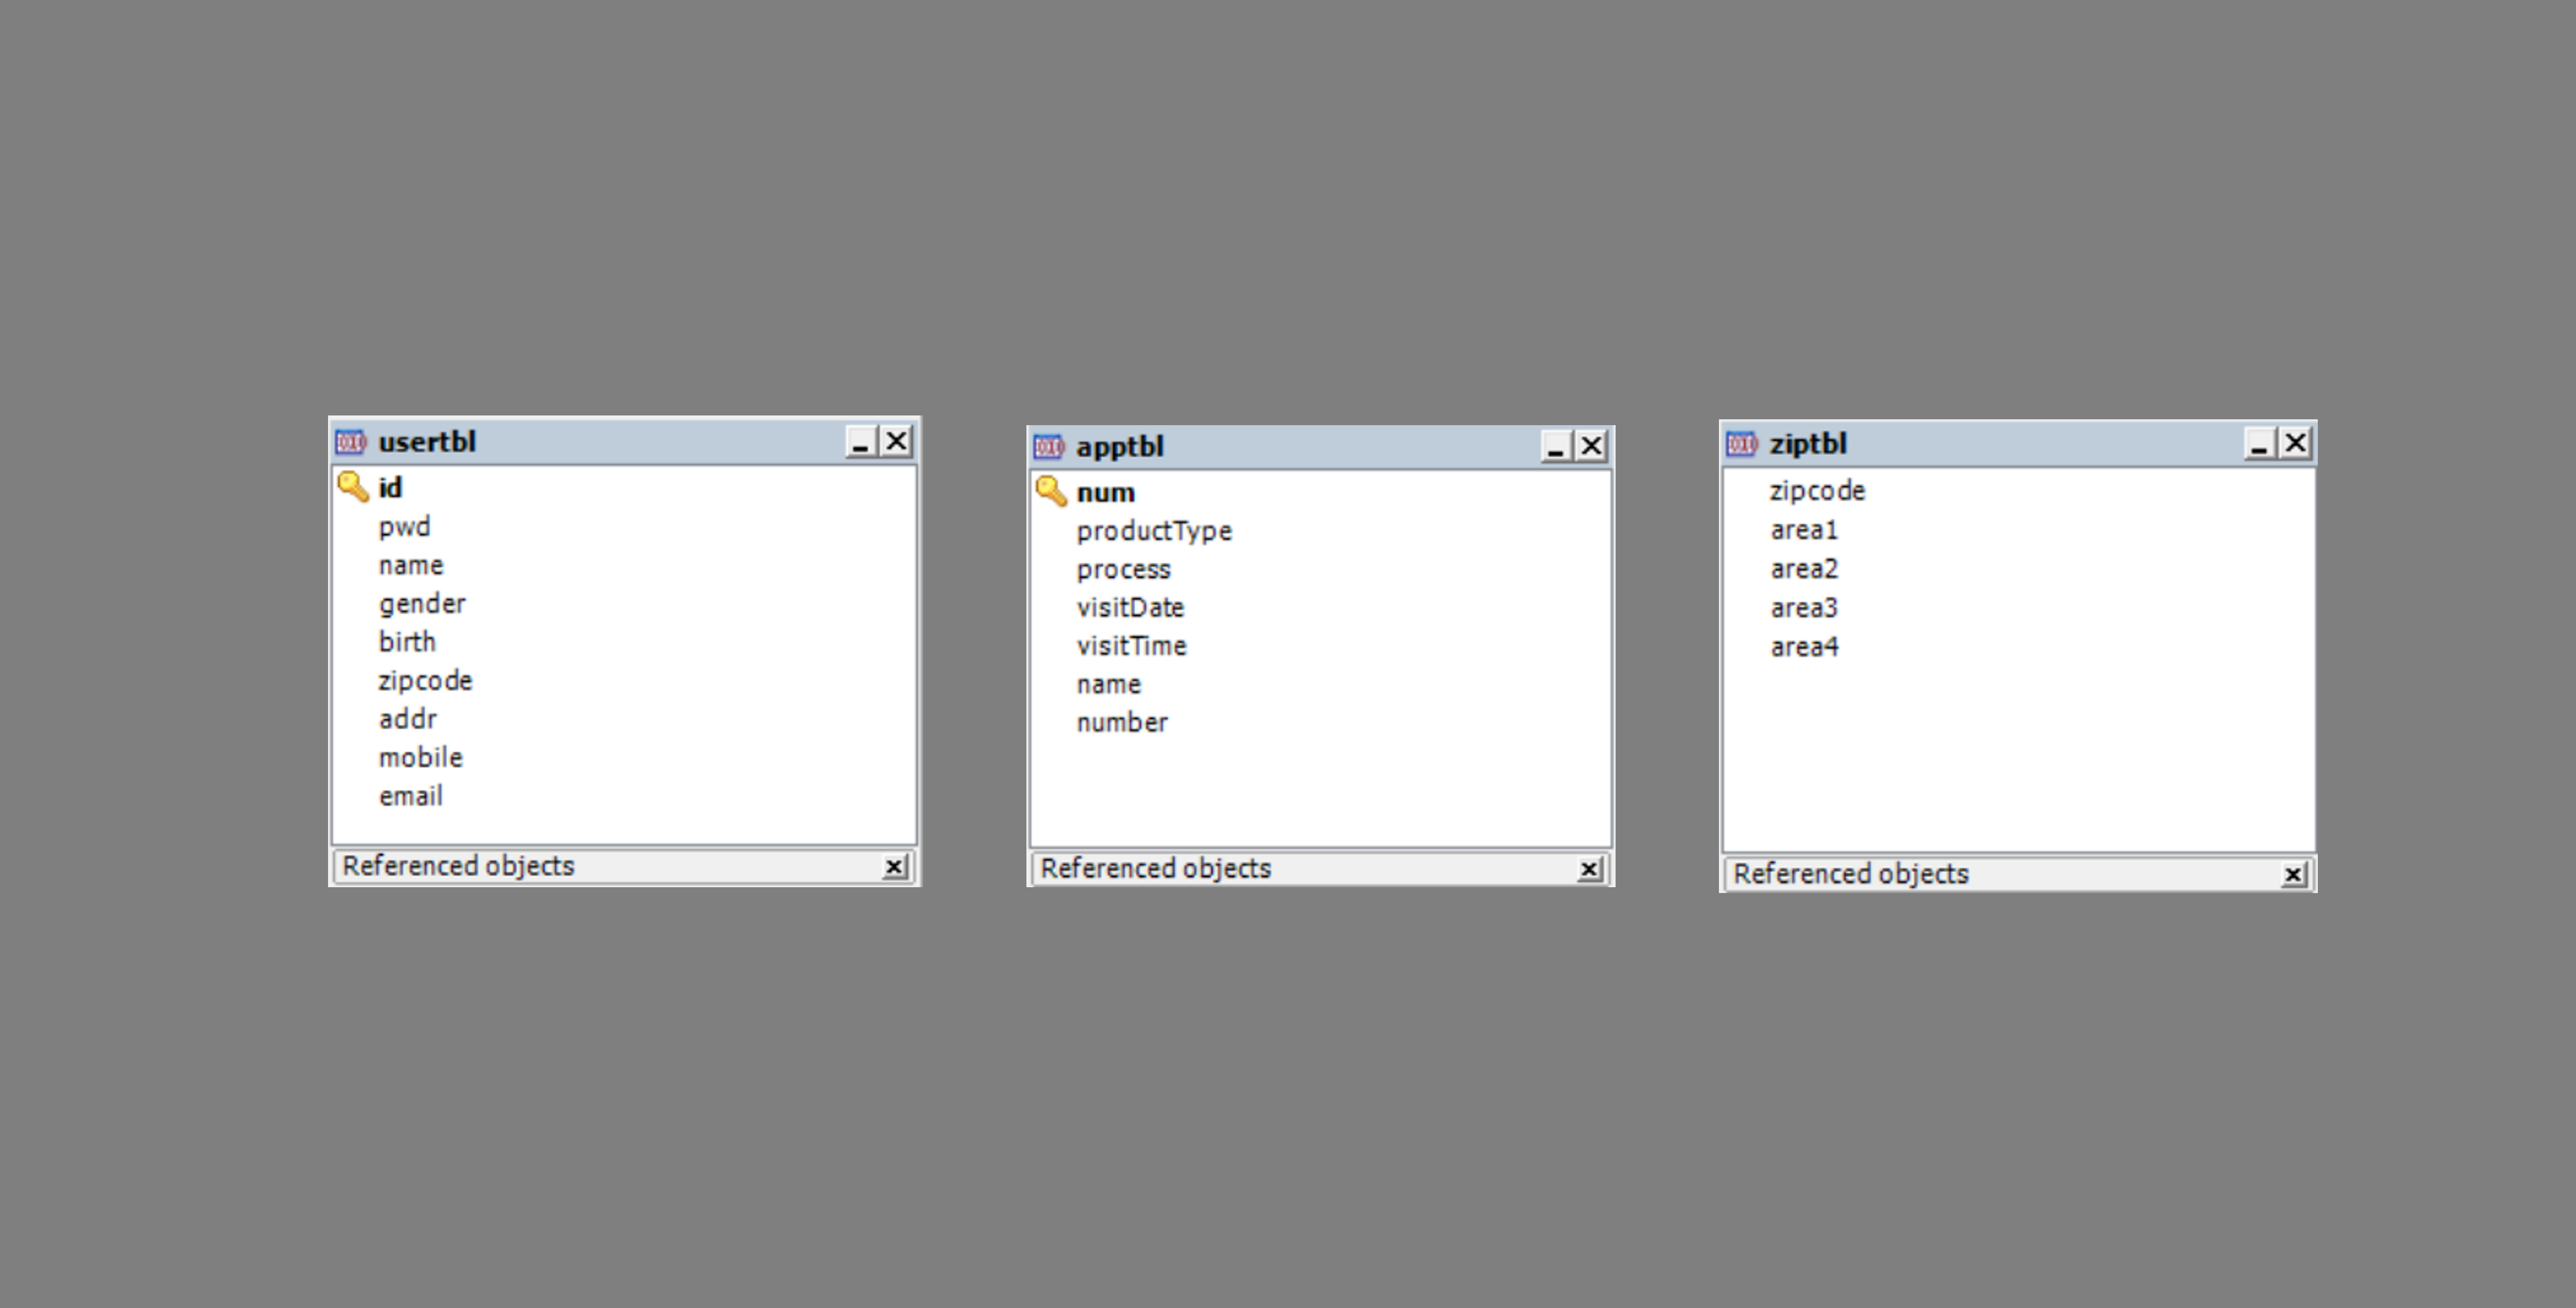 usertbl
id
pwd
name
gender
birth
zipcode
addr
mobile
email
Referenced objects
apptbl
num
productType
process
visitDate
visitTime
name
number
Referenced objects
ziptbl
zipcode
area1
area2
area3
area4
Referenced objects